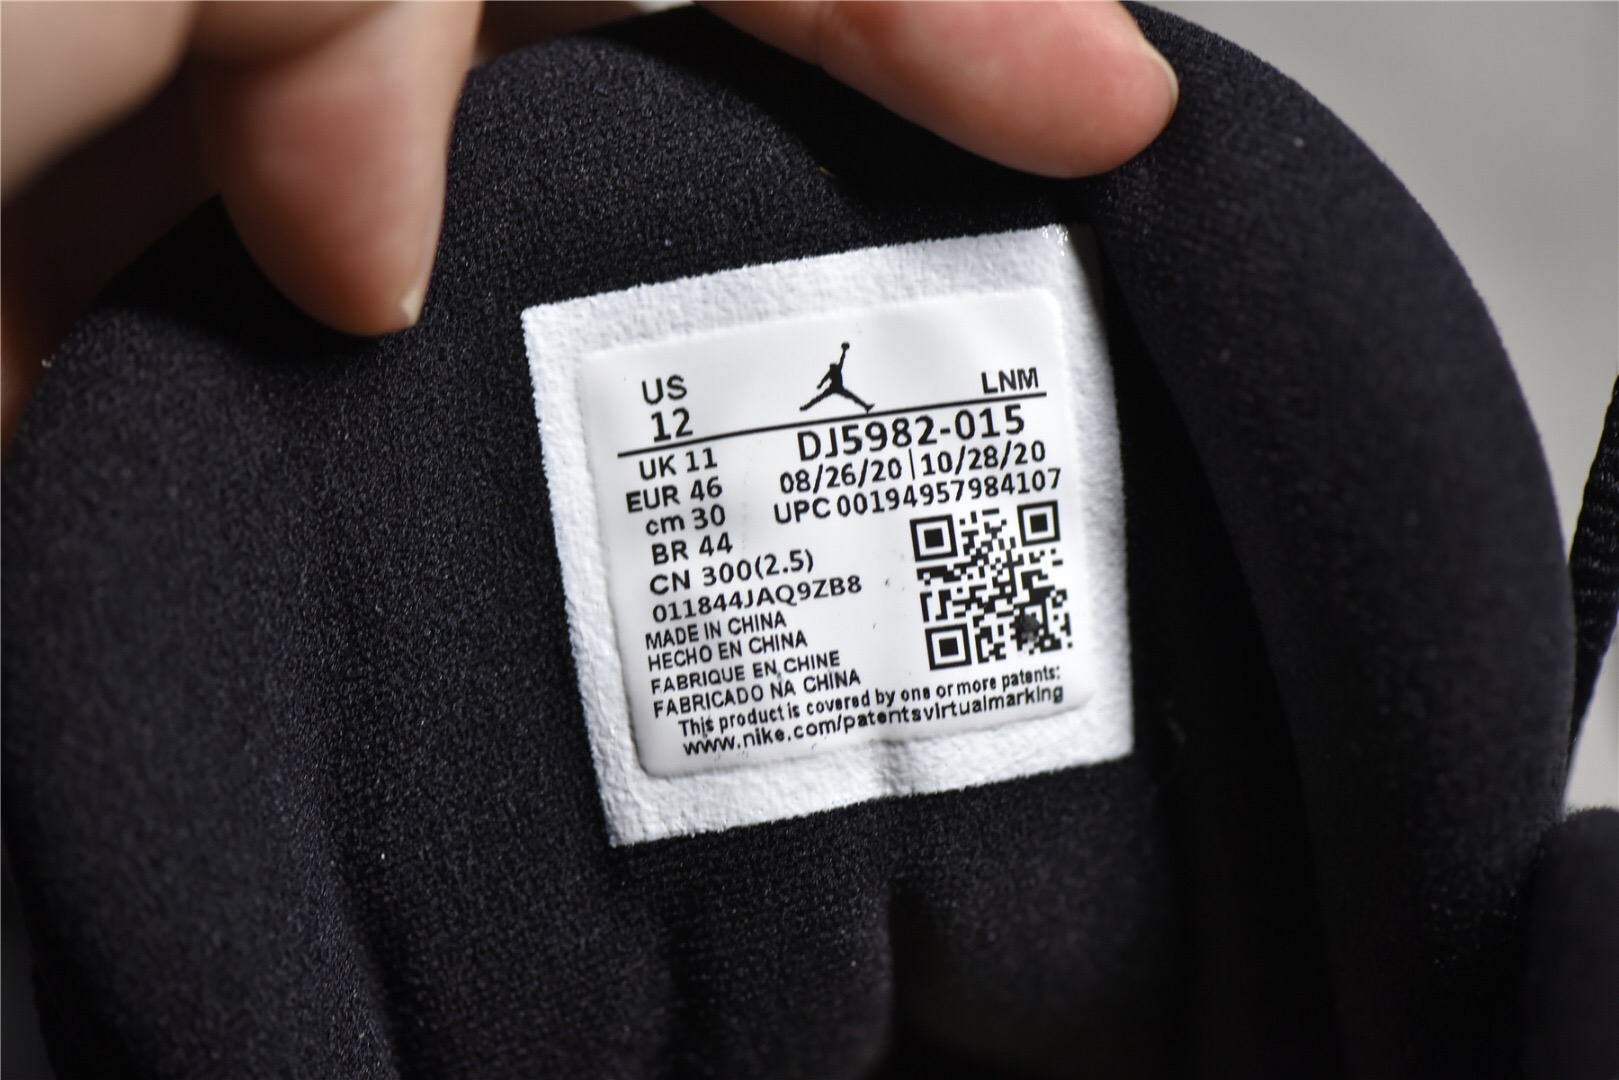 US
LNM
12
DJ5982-015
UK 11
08/26/20|10/28/20
EUR 46
UPC 00194957984107
cm 30
BR 44
CN 300(2.5)
011844JAQ9ZB8
MADE IN CHINA
HECHO EN CHINA
FABRIQUE EN CHINE
FABRICADO NA CHINA
This product is covered by one or more patents:
www.nike.com/patentsvirtualmarking